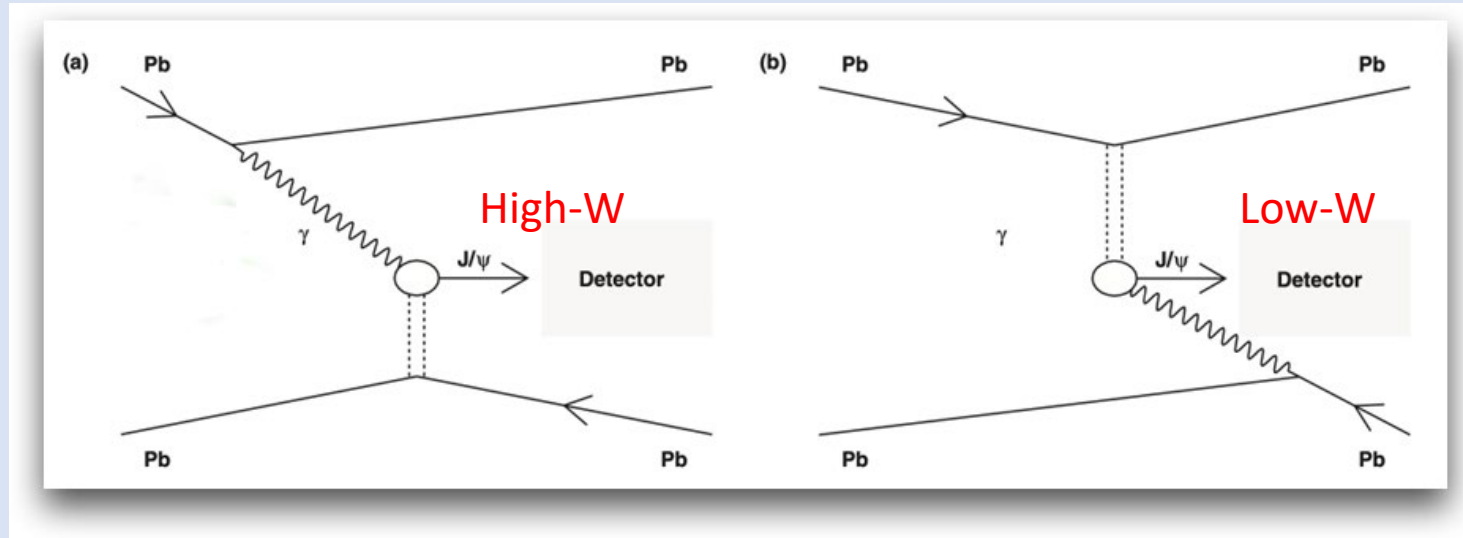 (a) Pb Pb
High-W
γ
J/ψ
Detector
Pb Pb
(b) Pb Pb
Low-W
γ
J/ψ
Detector
Pb Pb